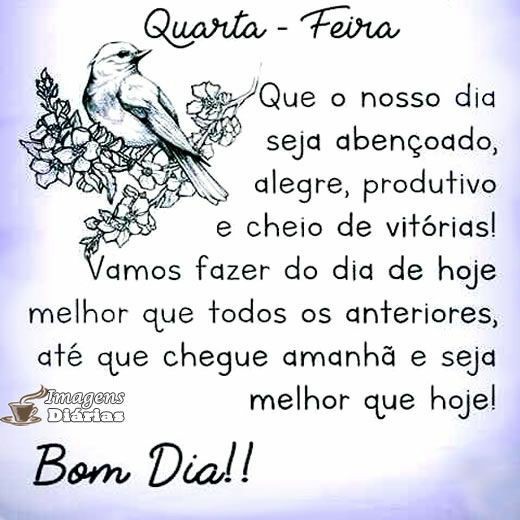 Quarta - Feira
Que o nosso dia
seja abençoado,
alegre, produtivo
e cheio de vitórias!
Vamos fazer do dia de hoje
melhor que todos os anteriores,
até que chegue amanhã e seja
melhor que hoje!
Imagens
Diárias
Bom Dia!!